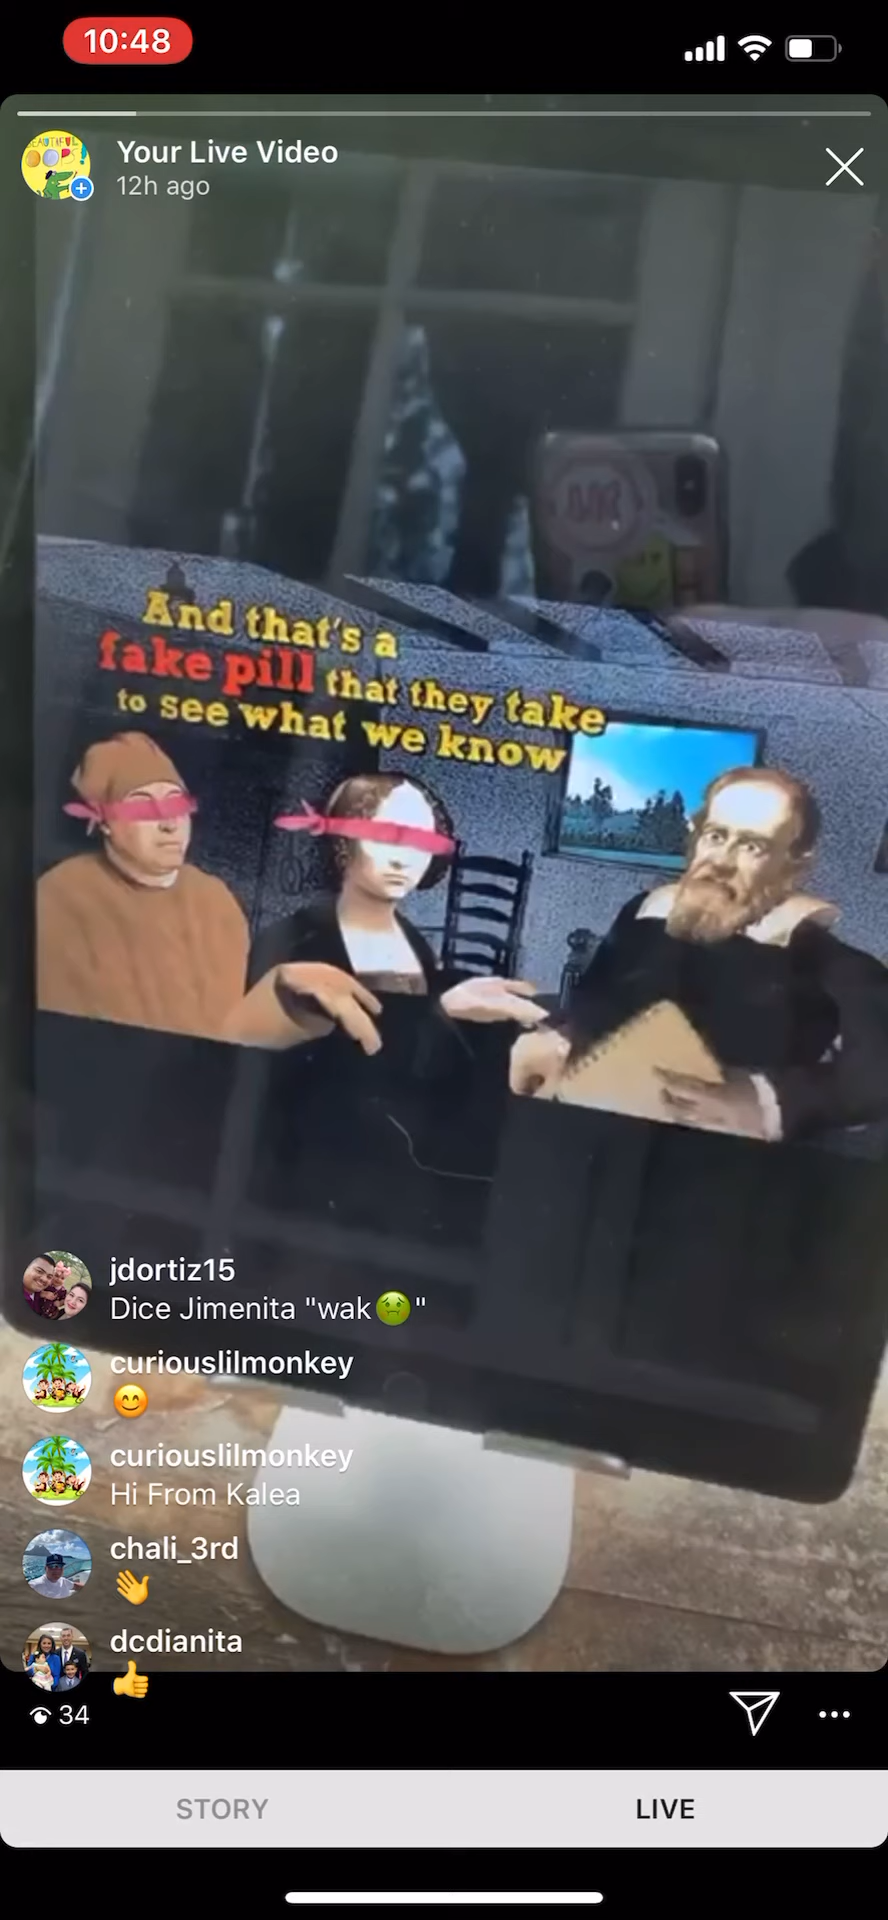 10:48
Your Live Video
12h ago
And that's a
fake pill that they take
to see what we know
jdortiz15
Dice Jimenita "wak🤢"
curiouslilmonkey
😊
curiouslilmonkey
Hi From Kalea
chali_3rd
👋
dcdianita
👍
34
STORY
LIVE